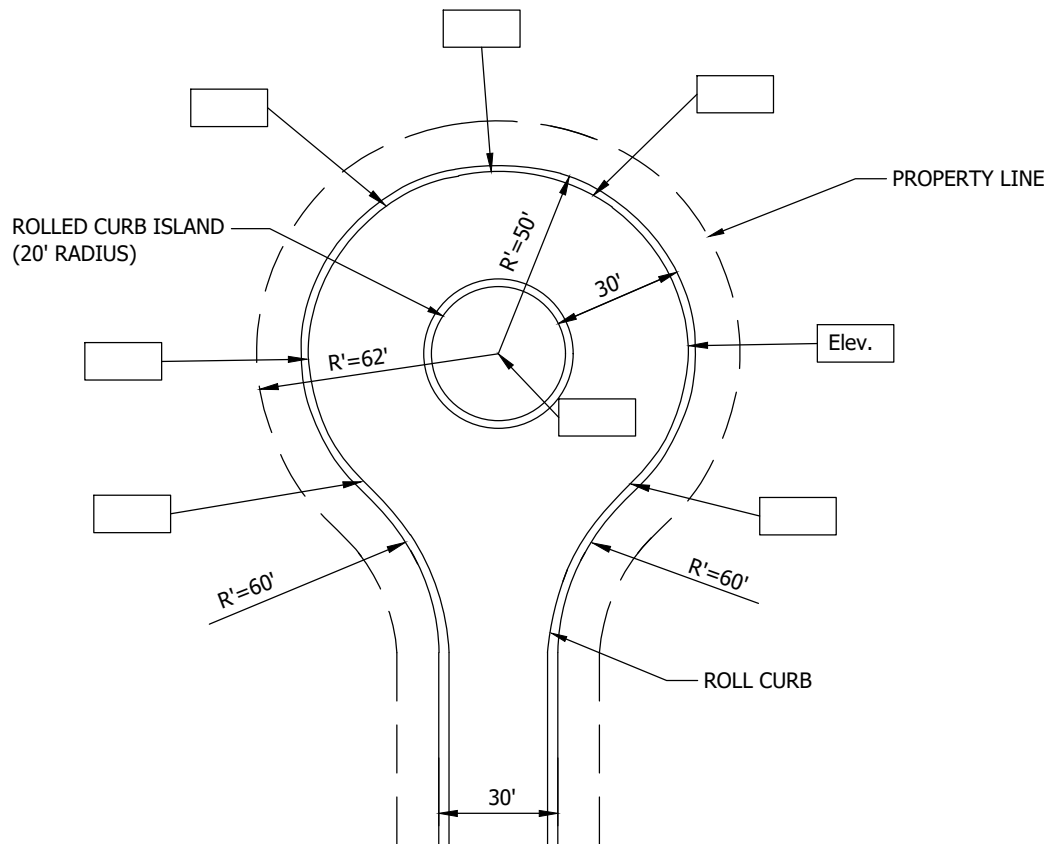 PROPERTY LINE
ROLLED CURB ISLAND
(20' RADIUS)
R'=50'
30'
Elev.
R'=62'
R'=60'
R'=60'
ROLL CURB
30'